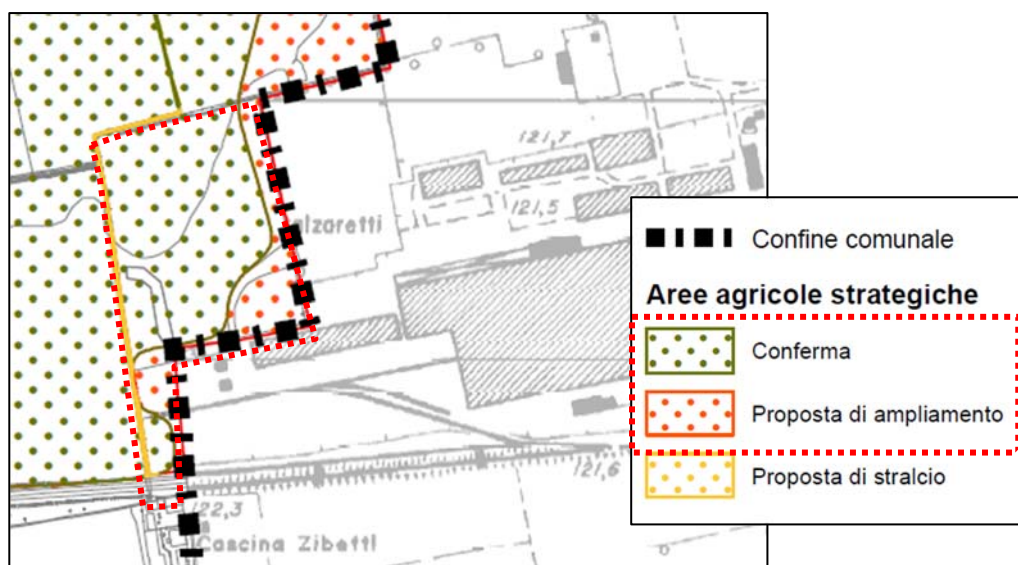 121,7
121,5
alzaretti
121,6
122,3
Cascina Zibetti
Confine comunale
Aree agricole strategiche
Conferma
Proposta di ampliamento
Proposta di stralcio